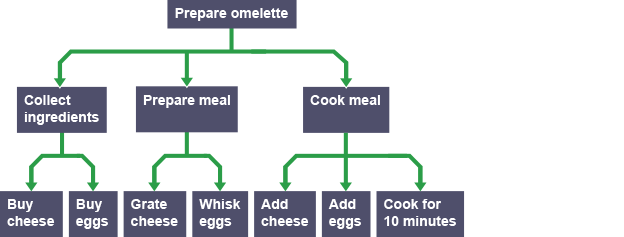 Prepare omelette
Collect
ingredients
Prepare meal
Cook meal
Buy
cheese
Buy
eggs
Grate
cheese
Whisk
eggs
Add
cheese
Add
eggs
Cook for
10 minutes